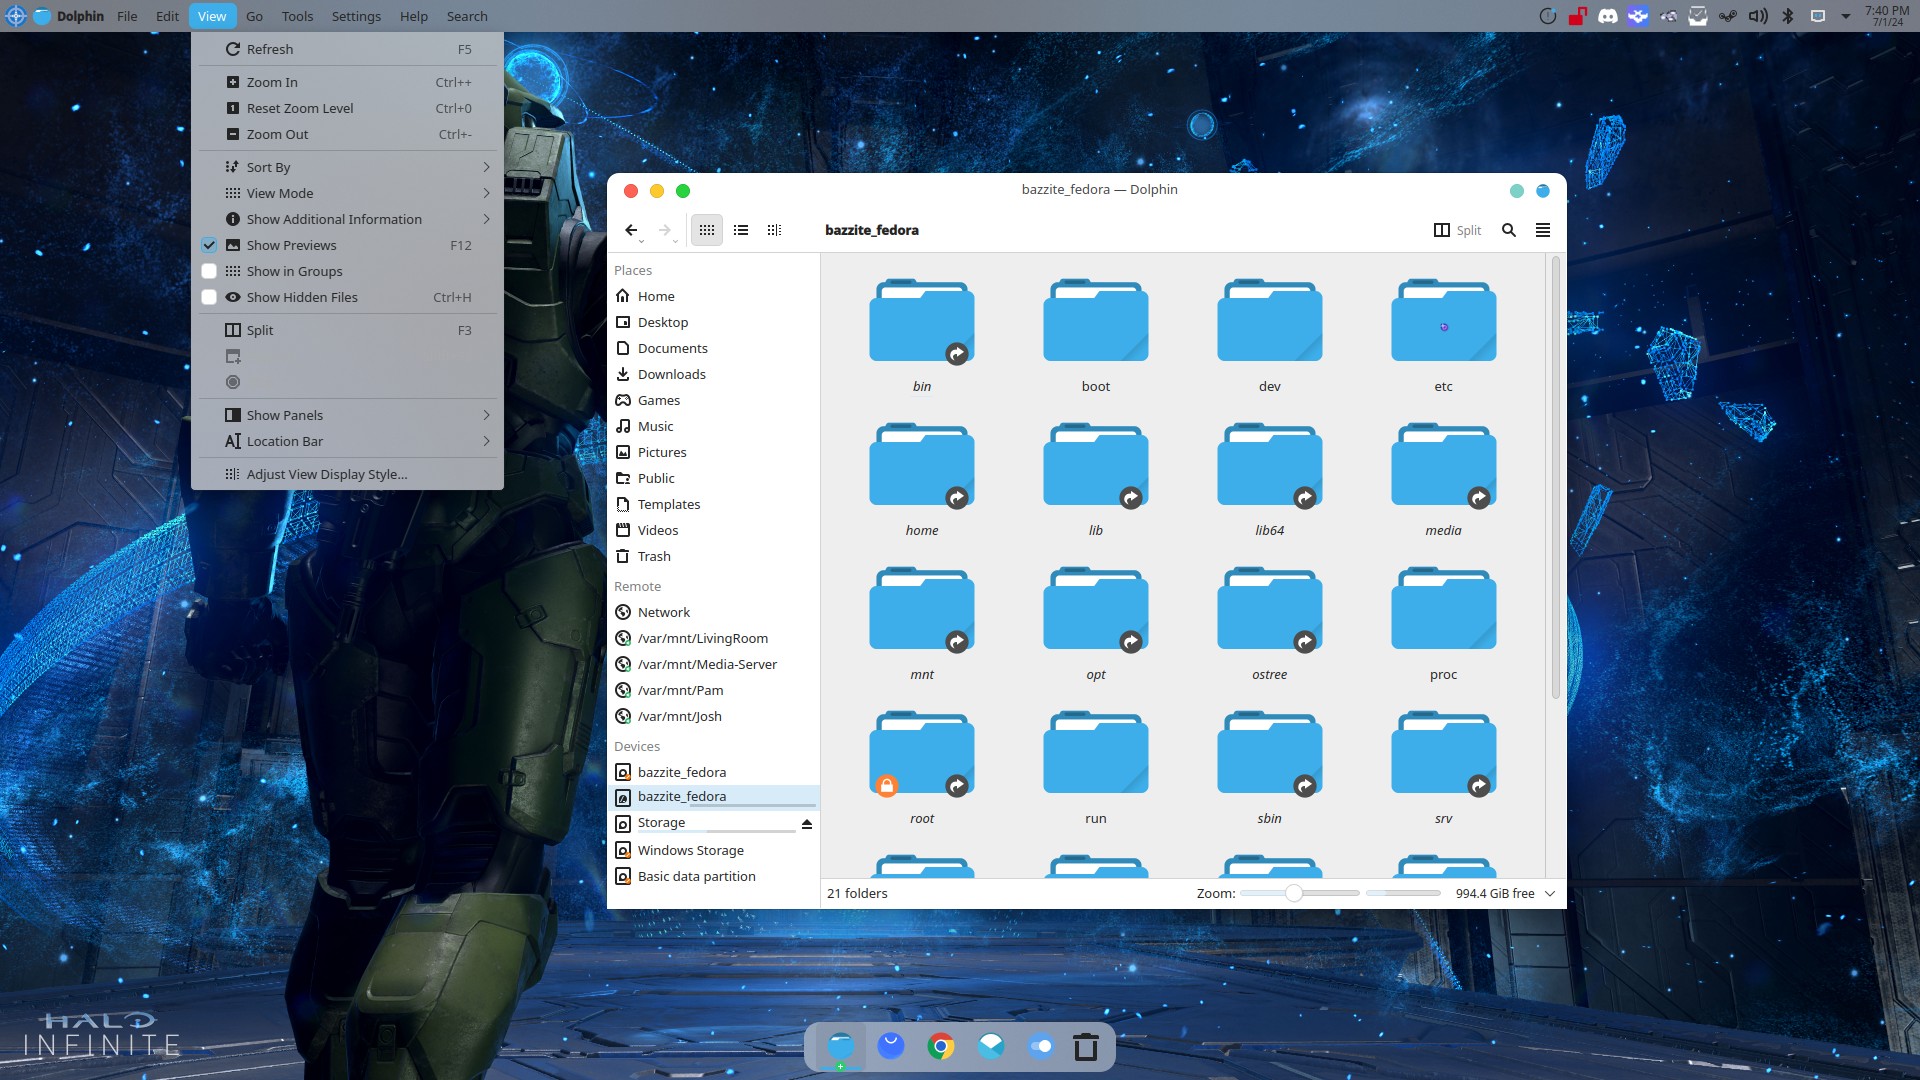 Dolphin File Edit View Go Tools Settings Help Search
7:40 PM
7/1/24
Refresh F5
Zoom In Ctrl++
Reset Zoom Level Ctrl+0
Zoom Out Ctrl+-
Sort By
View Mode
Show Additional Information
Show Previews F12
Show in Groups
Show Hidden Files Ctrl+H
Split F3
Show Panels
Location Bar
Adjust View Display Style...
bazzite_fedora — Dolphin
bazzite_fedora
Split
Places
Home
Desktop
Documents
Downloads
Games
Music
Pictures
Public
Templates
Videos
Trash
Remote
Network
/var/mnt/LivingRoom
/var/mnt/Media-Server
/var/mnt/Pam
/var/mnt/Josh
Devices
bazzite_fedora
bazzite_fedora
Storage
Windows Storage
Basic data partition
bin boot dev etc
home lib lib64 media
mnt opt ostree proc
root run sbin srv
21 folders Zoom: 994.4 GiB free
HALO
INFINITE